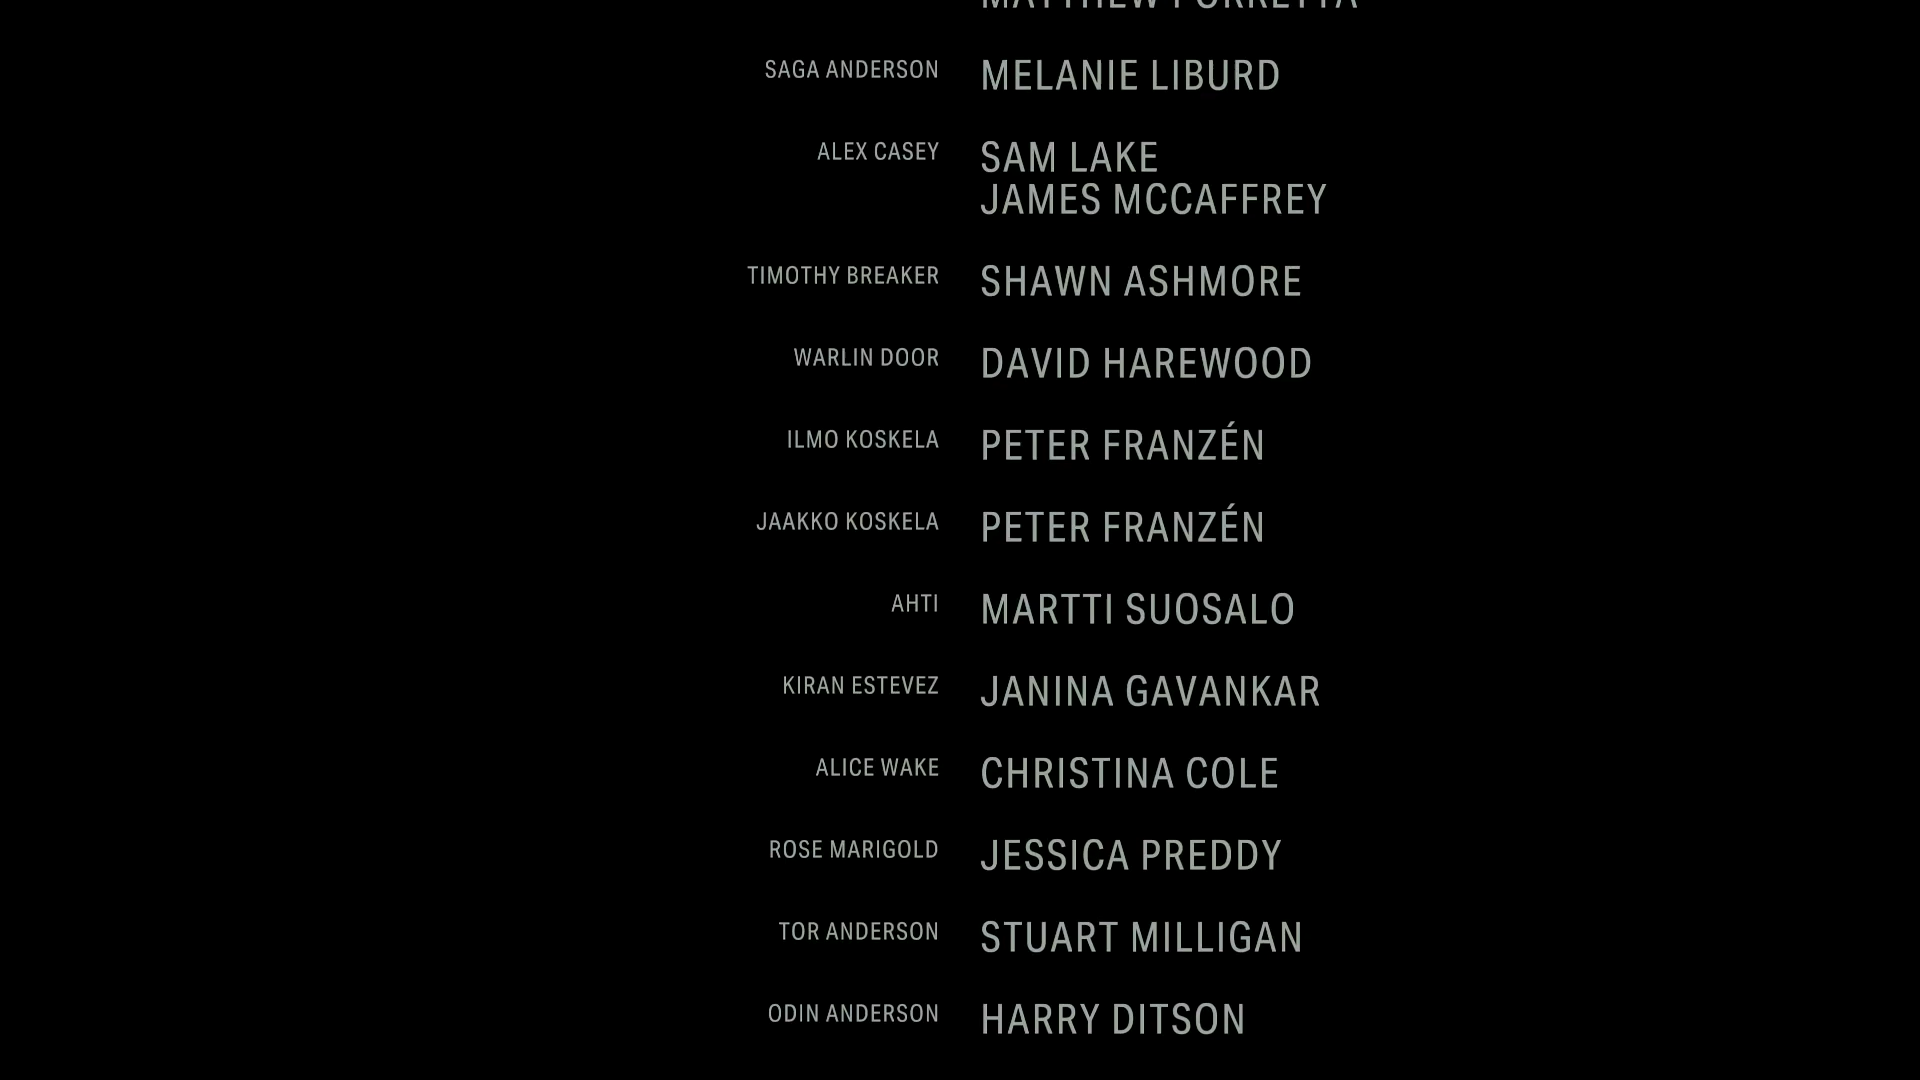 MATTHEW PORRETTA
SAGA ANDERSON MELANIE LIBURD
ALEX CASEY SAM LAKE
JAMES MCCAFFREY
TIMOTHY BREAKER SHAWN ASHMORE
WARLIN DOOR DAVID HAREWOOD
ILMO KOSKELA PETER FRANZÉN
JAAKKO KOSKELA PETER FRANZÉN
AHTI MARTTI SUOSALO
KIRAN ESTEVEZ JANINA GAVANKAR
ALICE WAKE CHRISTINA COLE
ROSE MARIGOLD JESSICA PREDDY
TOR ANDERSON STUART MILLIGAN
ODIN ANDERSON HARRY DITSON